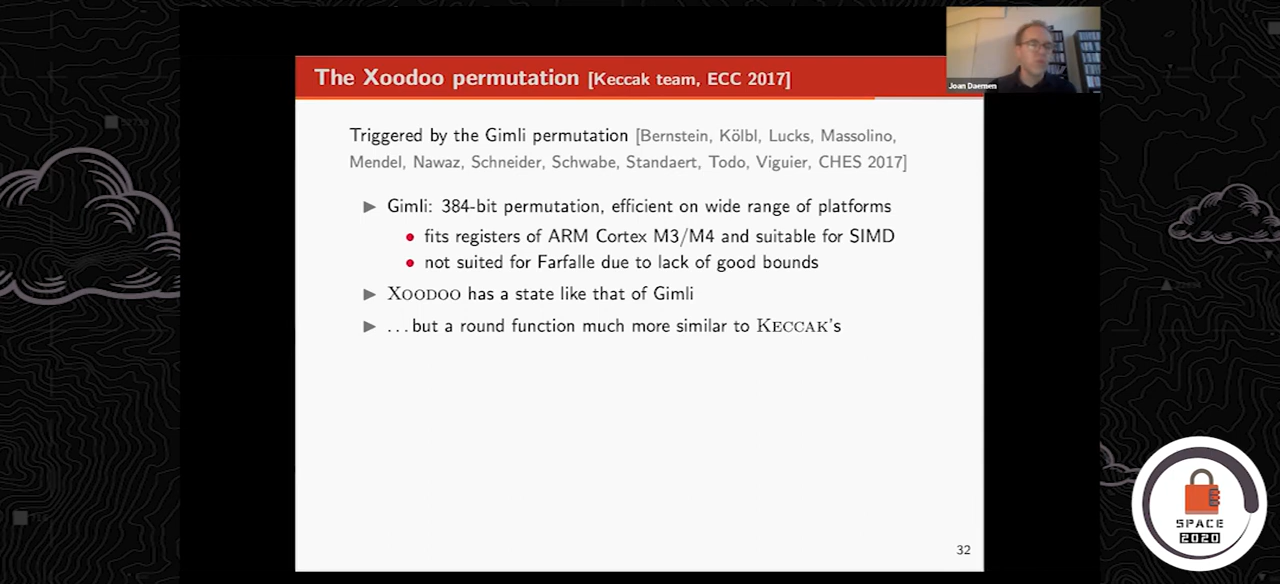 The Xoodoo permutation [Keccak team, ECC 2017]
Joan Daemen
Triggered by the Gimli permutation [Bernstein, Kölbl, Lucks, Massolino,
Mendel, Nawaz, Schneider, Schwabe, Standaert, Todo, Viguier, CHES 2017]
▶ Gimli: 384-bit permutation, efficient on wide range of platforms
• fits registers of ARM Cortex M3/M4 and suitable for SIMD
• not suited for Farfalle due to lack of good bounds
▶ XOODOO has a state like that of Gimli
▶ ...but a round function much more similar to KECCAK's
32
SPACE
2020